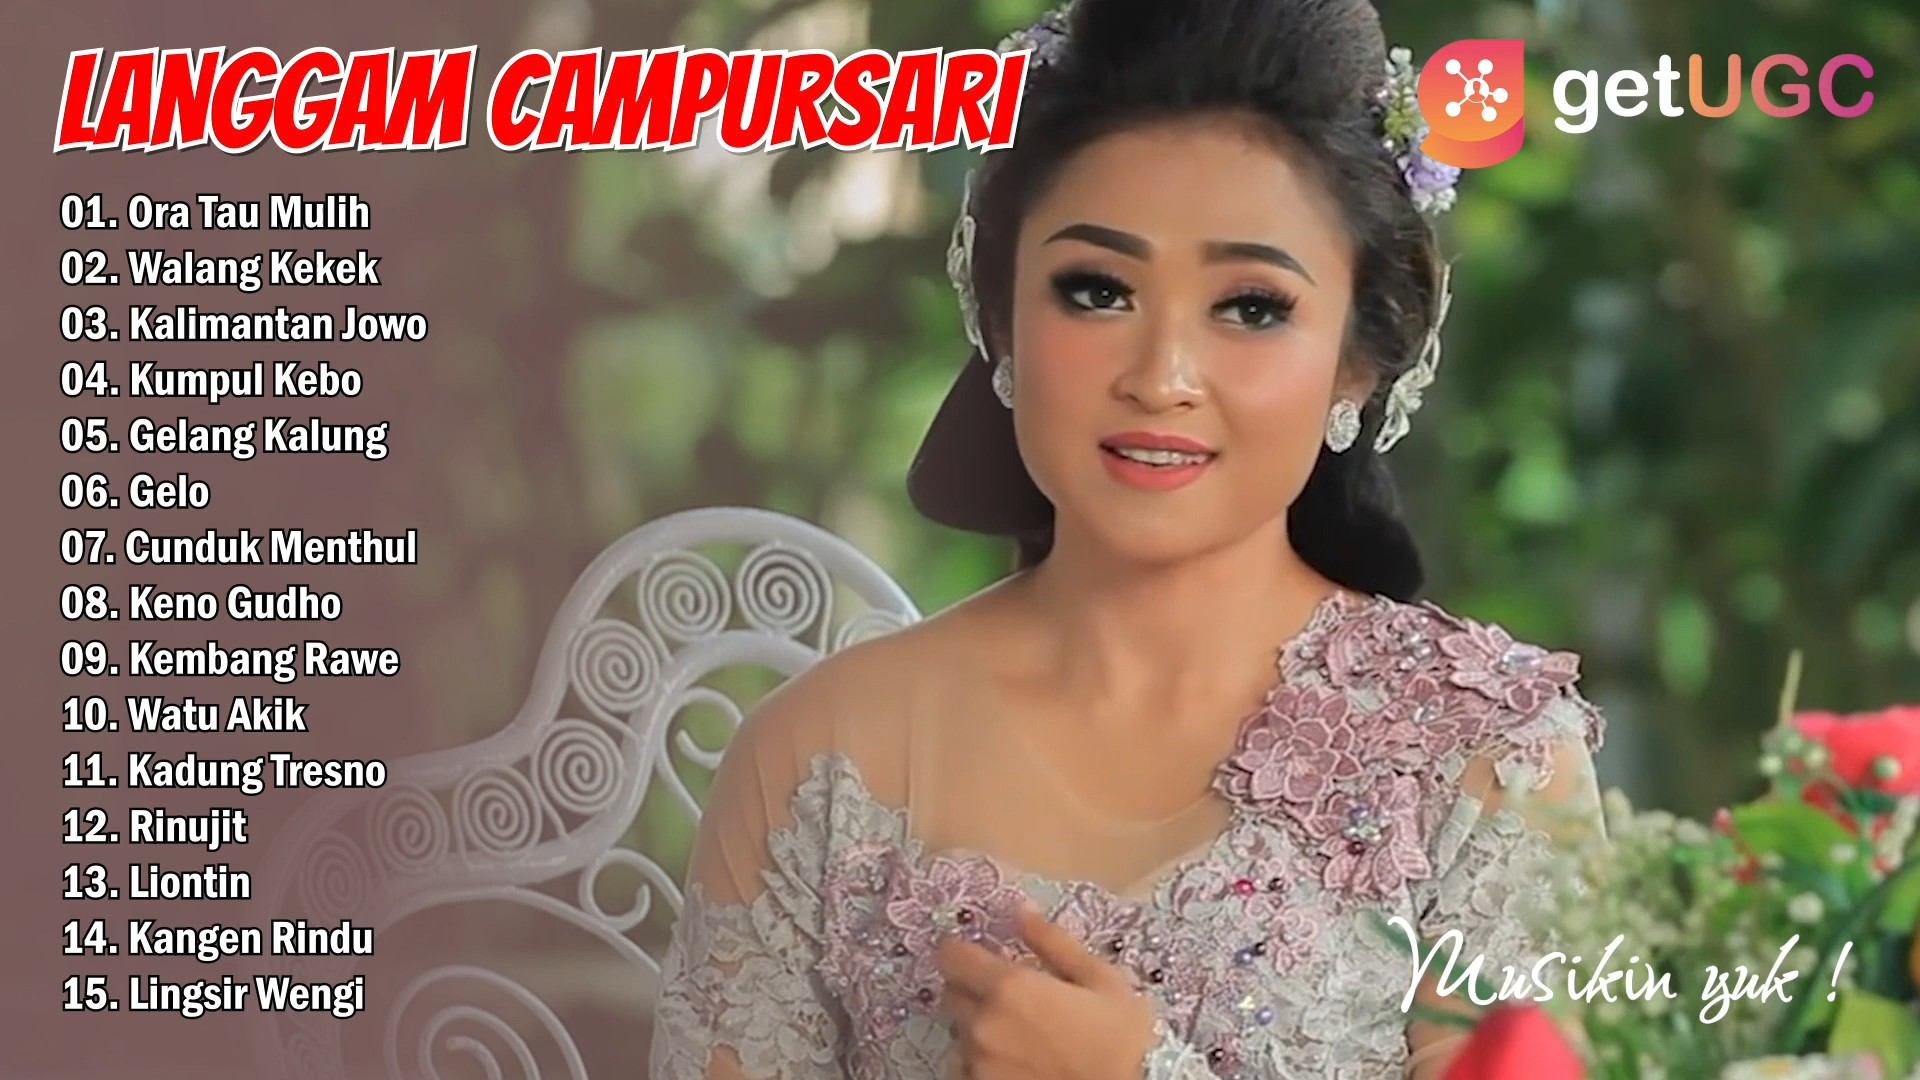 LANGGAM CAMPURSARI
getUGC
01. Ora Tau Mulih
02. Walang Kekek
03. Kalimantan Jowo
04. Kumpul Kebo
05. Gelang Kalung
06. Gelo
07. Cunduk Menthul
08. Keno Gudho
09. Kembang Rawe
10. Watu Akik
11. Kadung Tresno
12. Rinujit
13. Liontin
14. Kangen Rindu
15. Lingsir Wengi
Musikin yuk !